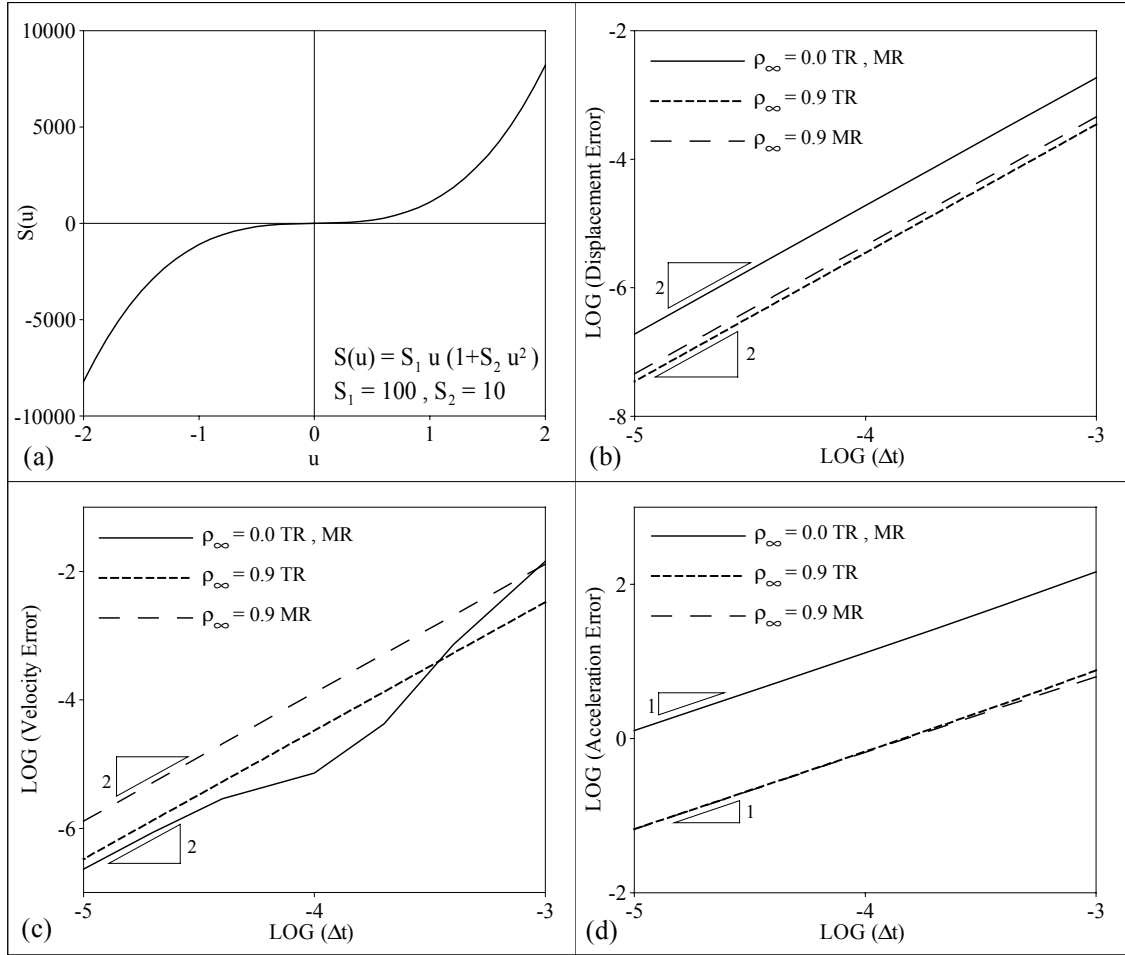 10000
5000
0
-5000
-10000
S(u)
-2
-1
0
1
2
u
S(u) = S₁ u (1+S₂ u²)
S₁ = 100 , S₂ = 10
(a)
-2
-4
-6
-8
LOG (Displacement Error)
ρ∞ = 0.0 TR , MR
ρ∞ = 0.9 TR
ρ∞ = 0.9 MR
2
2
-5
-4
-3
LOG (Δt)
(b)
-2
-4
-6
LOG (Velocity Error)
ρ∞ = 0.0 TR , MR
ρ∞ = 0.9 TR
ρ∞ = 0.9 MR
2
2
-5
-4
-3
LOG (Δt)
(c)
2
0
-2
LOG (Acceleration Error)
ρ∞ = 0.0 TR , MR
ρ∞ = 0.9 TR
ρ∞ = 0.9 MR
1
1
-5
-4
-3
LOG (Δt)
(d)